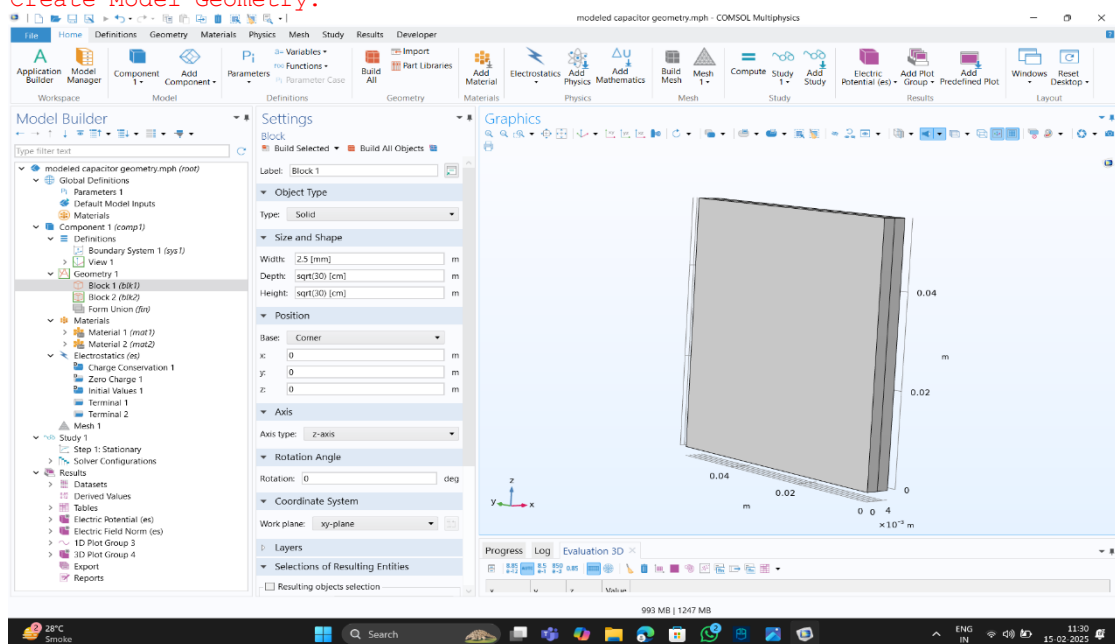 Create Model Geometry.
modeled capacitor geometry.mph - COMSOL Multiphysics
File Home Definitions Geometry Materials Physics Mesh Study Results Developer
Application Builder
Model Manager
Component 1
Add Component
Pi
Parameters
a= Variables
f(x) Functions
Pi Parameter Case
Build All
Import
Part Libraries
Add Material
Electrostatics
Add Physics
Δu
Add Mathematics
Build Mesh
Mesh 1
Compute
Study 1
Add Study
Electric Potential (es)
Add Plot Group
Add Predefined Plot
Windows
Reset Desktop
Workspace Model Definitions Geometry Materials Physics Mesh Study Results Layout
Model Builder
Type filter text
modeled capacitor geometry.mph (root)
Global Definitions
Pi Parameters 1
Default Model Inputs
Materials
Component 1 (comp1)
Definitions
Boundary System 1 (sys1)
View 1
Geometry 1
Block 1 (blk1)
Block 2 (blk2)
Form Union (fin)
Materials
Material 1 (mat1)
Material 2 (mat2)
Electrostatics (es)
Charge Conservation 1
Zero Charge 1
Initial Values 1
Terminal 1
Terminal 2
Mesh 1
Study 1
Step 1: Stationary
Solver Configurations
Results
Datasets
Derived Values
Tables
Electric Potential (es)
Electric Field Norm (es)
1D Plot Group 3
3D Plot Group 4
Export
Reports
Settings
Block
Build Selected Build All Objects
Label: Block 1
Object Type
Type: Solid
Size and Shape
Width: 2.5 [mm] m
Depth: sqrt(30) [cm] m
Height: sqrt(30) [cm] m
Position
Base: Corner
x: 0 m
y: 0 m
z: 0 m
Axis
Axis type: z-axis
Rotation Angle
Rotation: 0 deg
Coordinate System
Work plane: xy-plane
Layers
Selections of Resulting Entities
Resulting objects selection
Graphics
0.04
m
0.02
0
0.04
0.02
m
0 0 4
×10⁻³ m
z
y x
Progress Log Evaluation 3D
x y z Value
993 MB | 1247 MB
28°C
Smoke
Search
ENG
IN
11:30
15-02-2025